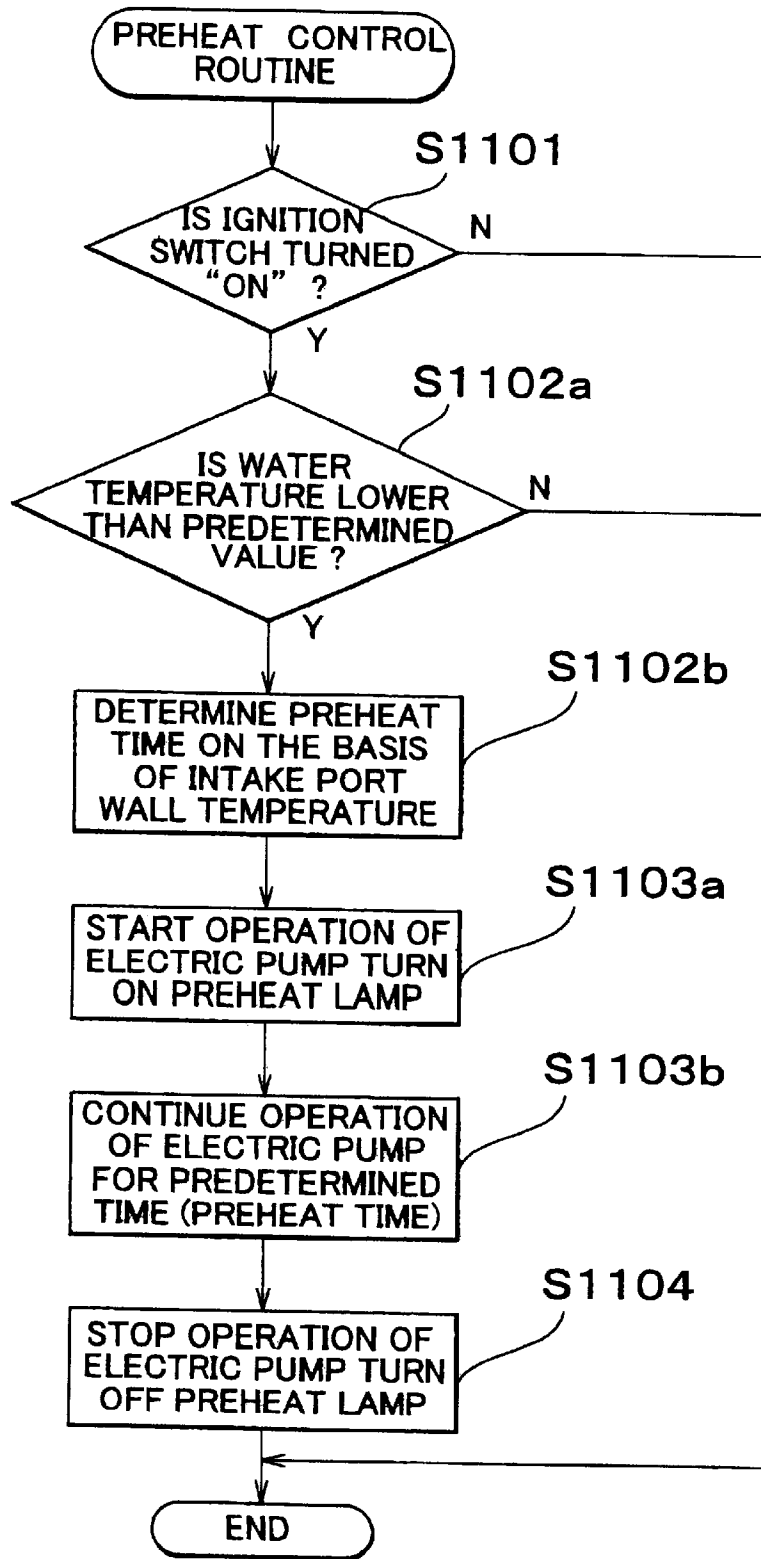 PREHEAT CONTROL
ROUTINE
S1101
IS IGNITION
SWITCH TURNED
“ON” ?
N
Y
S1102a
IS WATER
TEMPERATURE LOWER
THAN PREDETERMINED
VALUE ?
N
Y
S1102b
DETERMINE PREHEAT
TIME ON THE BASIS
OF INTAKE PORT
WALL TEMPERATURE
S1103a
START OPERATION OF
ELECTRIC PUMP TURN
ON PREHEAT LAMP
S1103b
CONTINUE OPERATION
OF ELECTRIC PUMP
FOR PREDETERMINED
TIME (PREHEAT TIME)
S1104
STOP OPERATION OF
ELECTRIC PUMP TURN
OFF PREHEAT LAMP
END